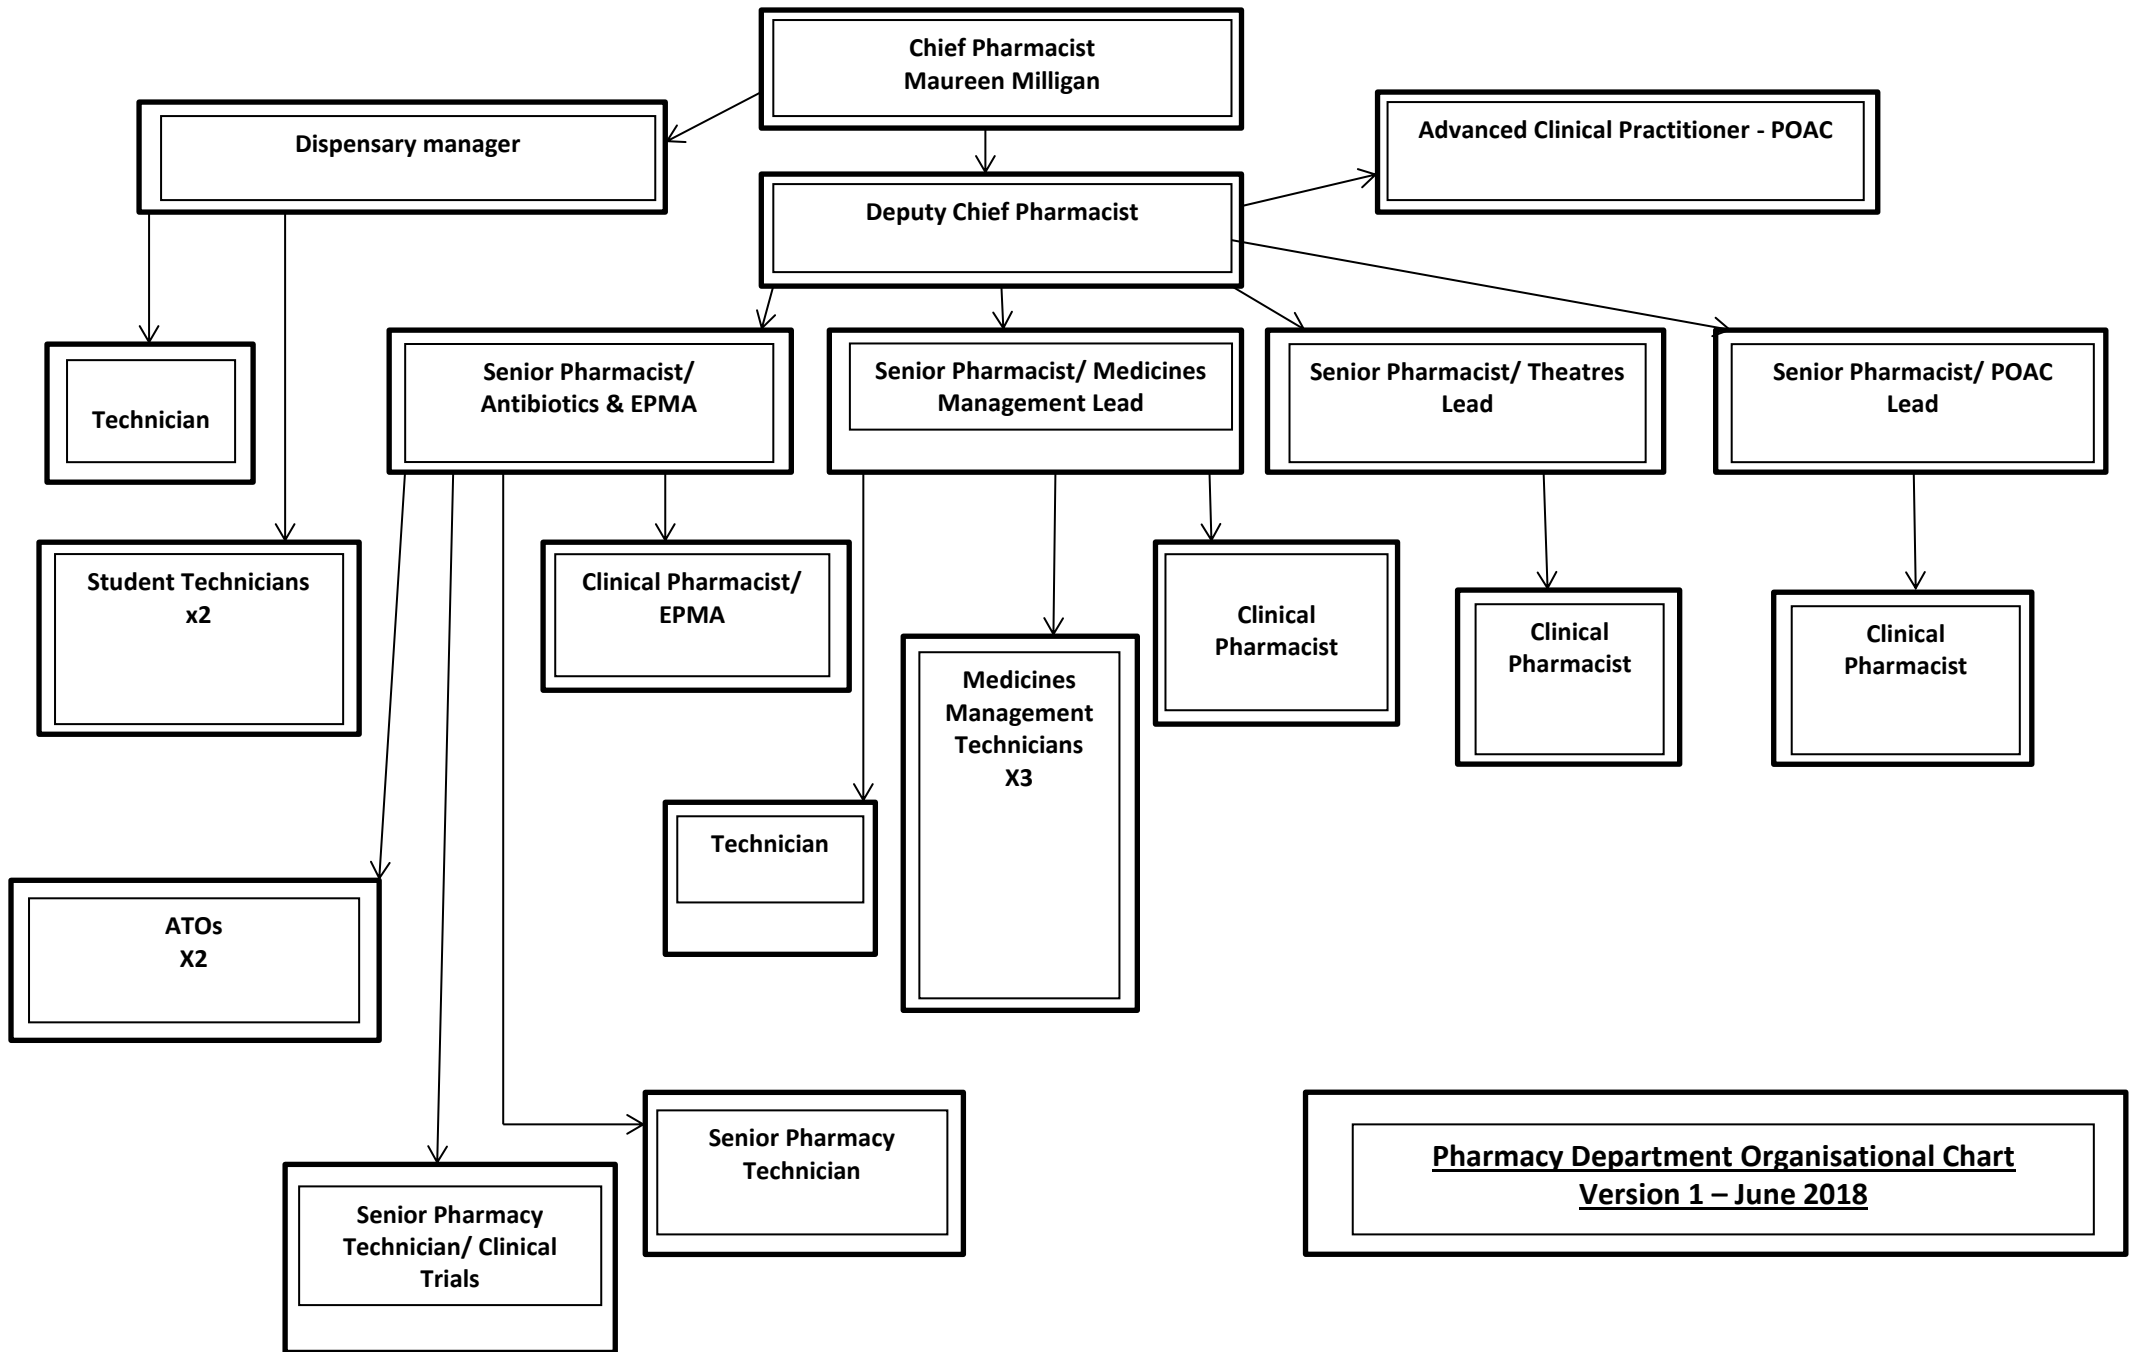 Chief Pharmacist
Maureen Milligan
Dispensary manager
Advanced Clinical Practitioner - POAC
Deputy Chief Pharmacist
Technician
Senior Pharmacist/
Antibiotics & EPMA
Senior Pharmacist/ Medicines
Management Lead
Senior Pharmacist/ Theatres
Lead
Senior Pharmacist/ POAC
Lead
Student Technicians
x2
Clinical Pharmacist/
EPMA
Medicines
Management
Technicians
X3
Clinical
Pharmacist
Clinical
Pharmacist
Clinical
Pharmacist
Technician
ATOs
X2
Senior Pharmacy
Technician
Senior Pharmacy
Technician/ Clinical
Trials
Pharmacy Department Organisational Chart
Version 1 – June 2018